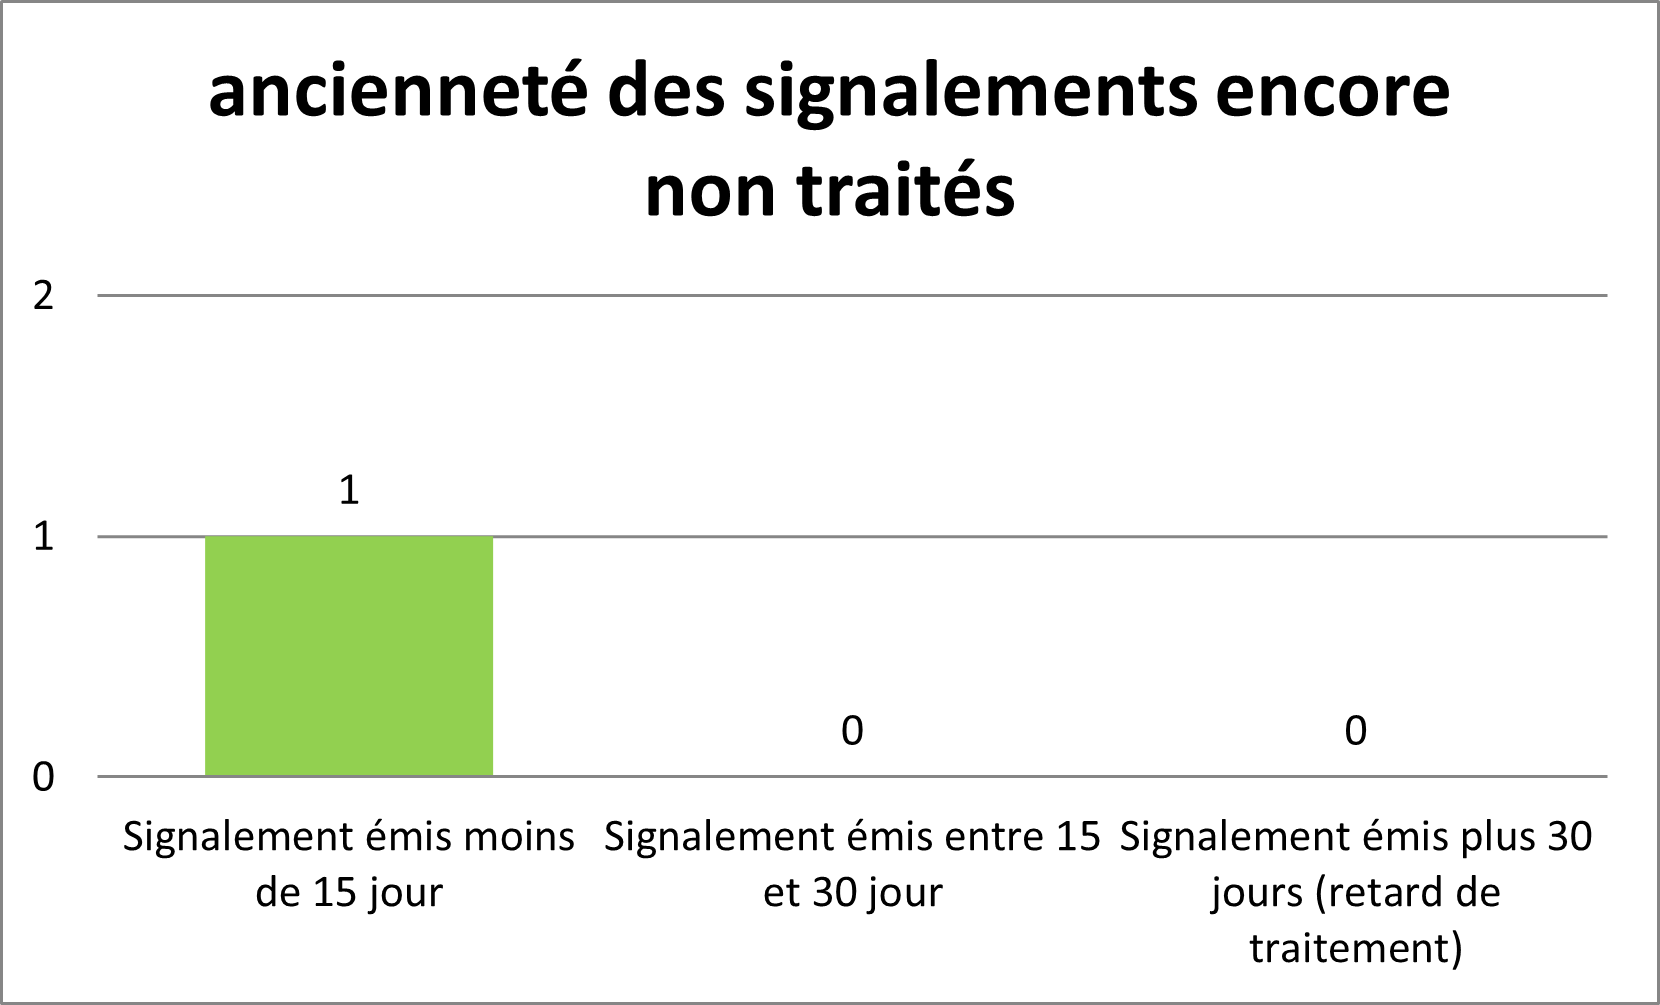 ancienneté des signalements encore
non traités
2
1
1
0
0
0
Signalement émis moins
de 15 jour
Signalement émis entre 15
et 30 jour
Signalement émis plus 30
jours (retard de
traitement)